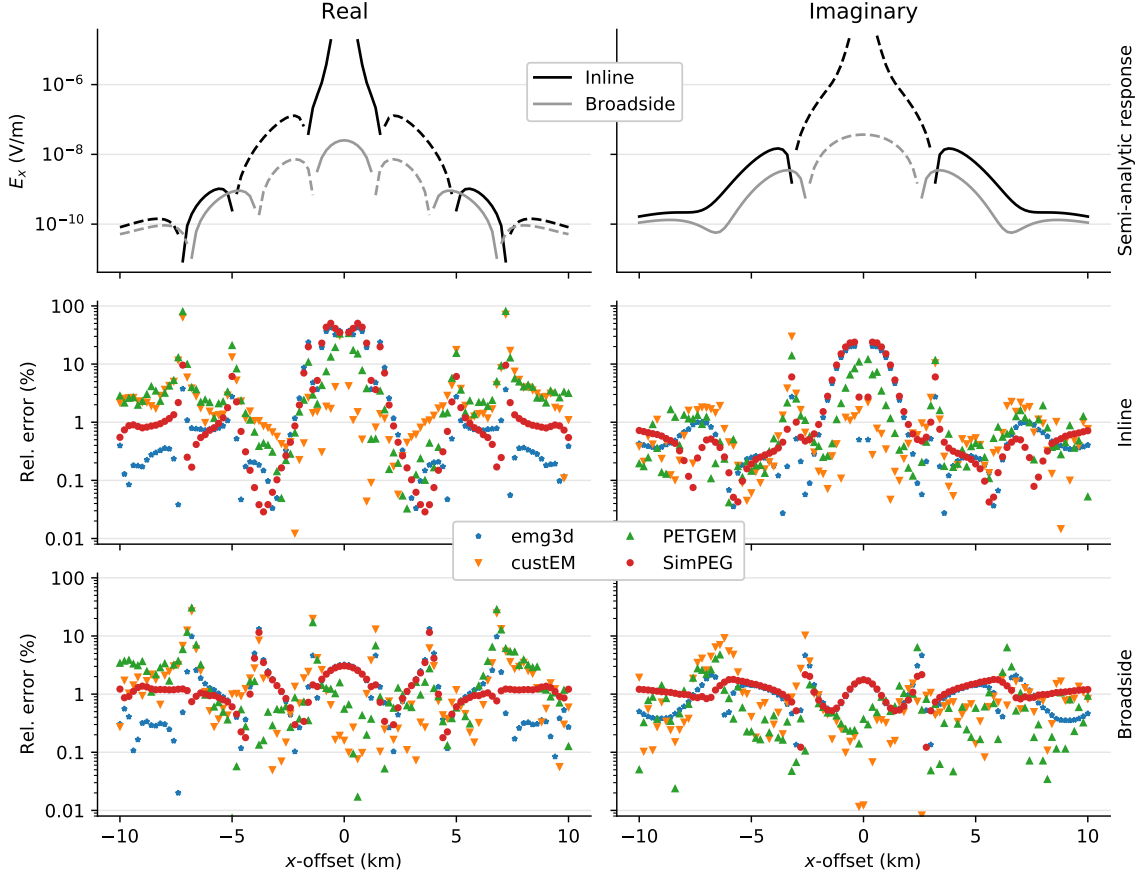 Real
Imaginary
Inline
Broadside
10⁻⁶
10⁻⁸
10⁻¹⁰
Eₓ (V/m)
Semi-analytic response
100
10
1
0.1
0.01
Rel. error (%)
Inline
emg3d
custEM
PETGEM
SimPEG
100
10
1
0.1
0.01
Rel. error (%)
Broadside
−10
−5
0
5
10
−10
−5
0
5
10
x-offset (km)
x-offset (km)